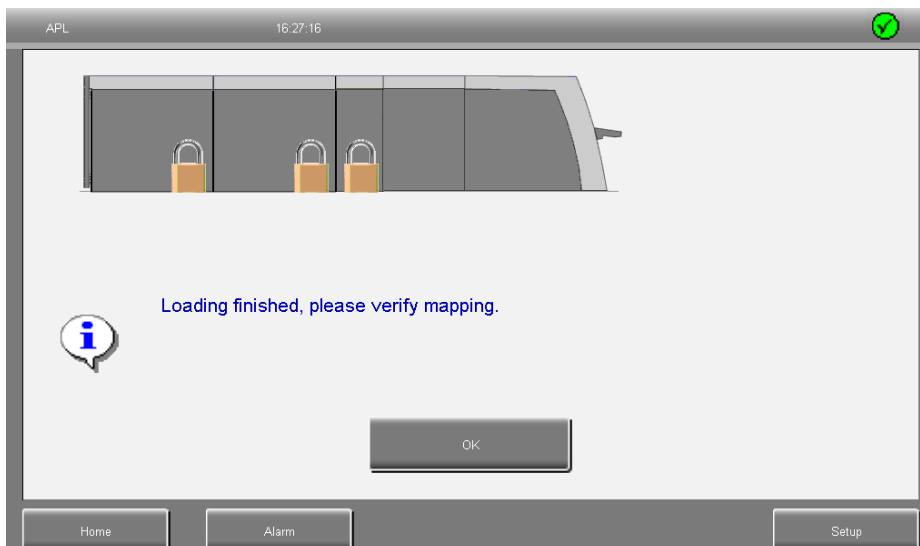 APL 16:27:16
Loading finished, please verify mapping.
OK
Home Alarm Setup